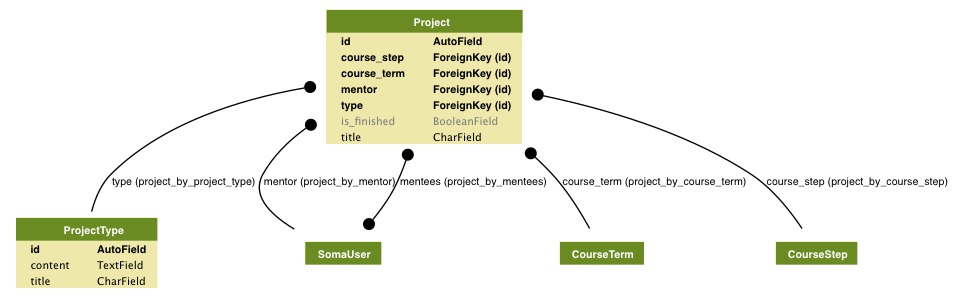 Project
id AutoField
course_step ForeignKey (id)
course_term ForeignKey (id)
mentor ForeignKey (id)
type ForeignKey (id)
is_finished BooleanField
title CharField
type (project_by_project_type) mentor (project_by_mentor) mentees (project_by_mentees) course_term (project_by_course_term) course_step (project_by_course_step)
ProjectType
id AutoField
content TextField
title CharField
SomaUser
CourseTerm
CourseStep